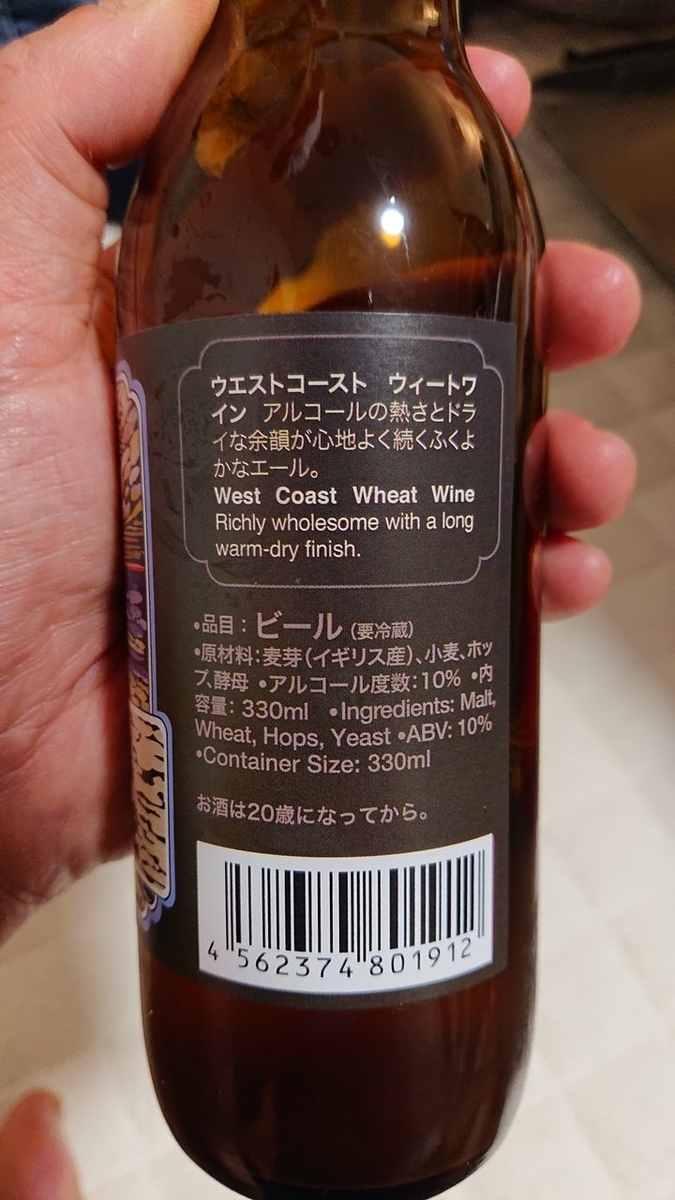 ウエストコースト ウィートワ
イン アルコールの熱さとドラ
イな余韻が心地よく続くふくよ
かなエール。
West Coast Wheat Wine
Richly wholesome with a long
warm-dry finish.
•品目：ビール（要冷蔵）
•原材料：麦芽（イギリス産）、小麦、ホッ
プ、酵母 •アルコール度数：10% •内
容量：330ml •Ingredients: Malt,
Wheat, Hops, Yeast •ABV: 10%
•Container Size: 330ml
お酒は20歳になってから。
4 562374 801912